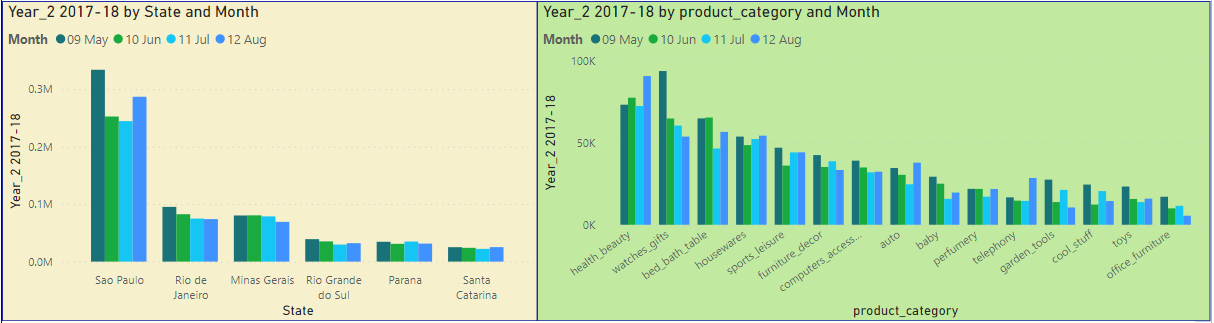 Year_2 2017-18 by State and Month
Month 09 May 10 Jun 11 Jul 12 Aug
Year_2 2017-18
0.3M
0.2M
0.1M
0.0M
Sao Paulo
Rio de
Janeiro
Minas Gerais
Rio Grande
do Sul
Parana
Santa
Catarina
State
Year_2 2017-18 by product_category and Month
Month 09 May 10 Jun 11 Jul 12 Aug
Year_2 2017-18
100K
50K
0K
health_beauty
watches_gifts
bed_bath_table
housewares
sports_leisure
furniture_decor
computers_access...
auto
baby
perfumery
telephony
garden_tools
cool_stuff
toys
office_furniture
product_category